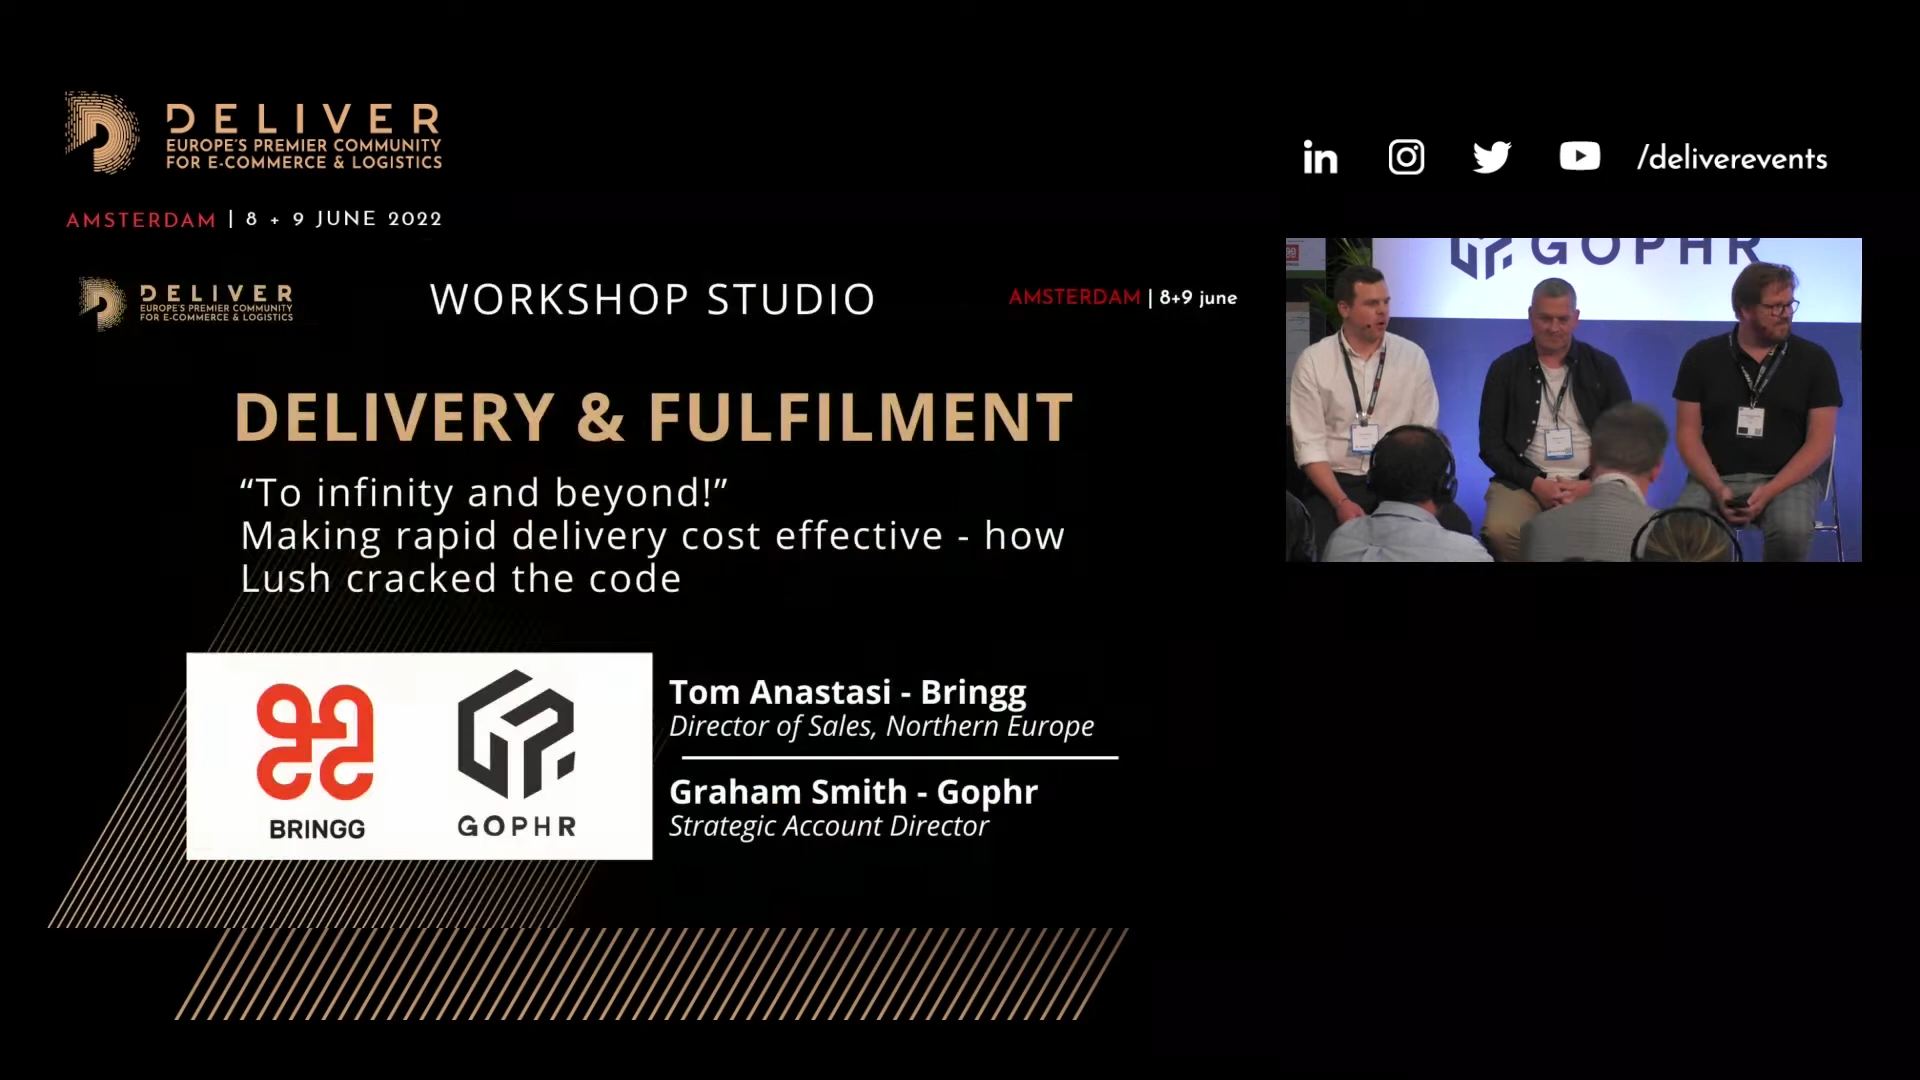 DELIVER
EUROPE'S PREMIER COMMUNITY
FOR E-COMMERCE & LOGISTICS
AMSTERDAM | 8 + 9 JUNE 2022
in
/deliverevents
DELIVER
EUROPE'S PREMIER COMMUNITY
FOR E-COMMERCE & LOGISTICS
WORKSHOP STUDIO
AMSTERDAM | 8+9 june
GOPHR
DELIVERY & FULFILMENT
“To infinity and beyond!”
Making rapid delivery cost effective - how
Lush cracked the code
BRINGG
GOPHR
Tom Anastasi - Bringg
Director of Sales, Northern Europe
Graham Smith - Gophr
Strategic Account Director